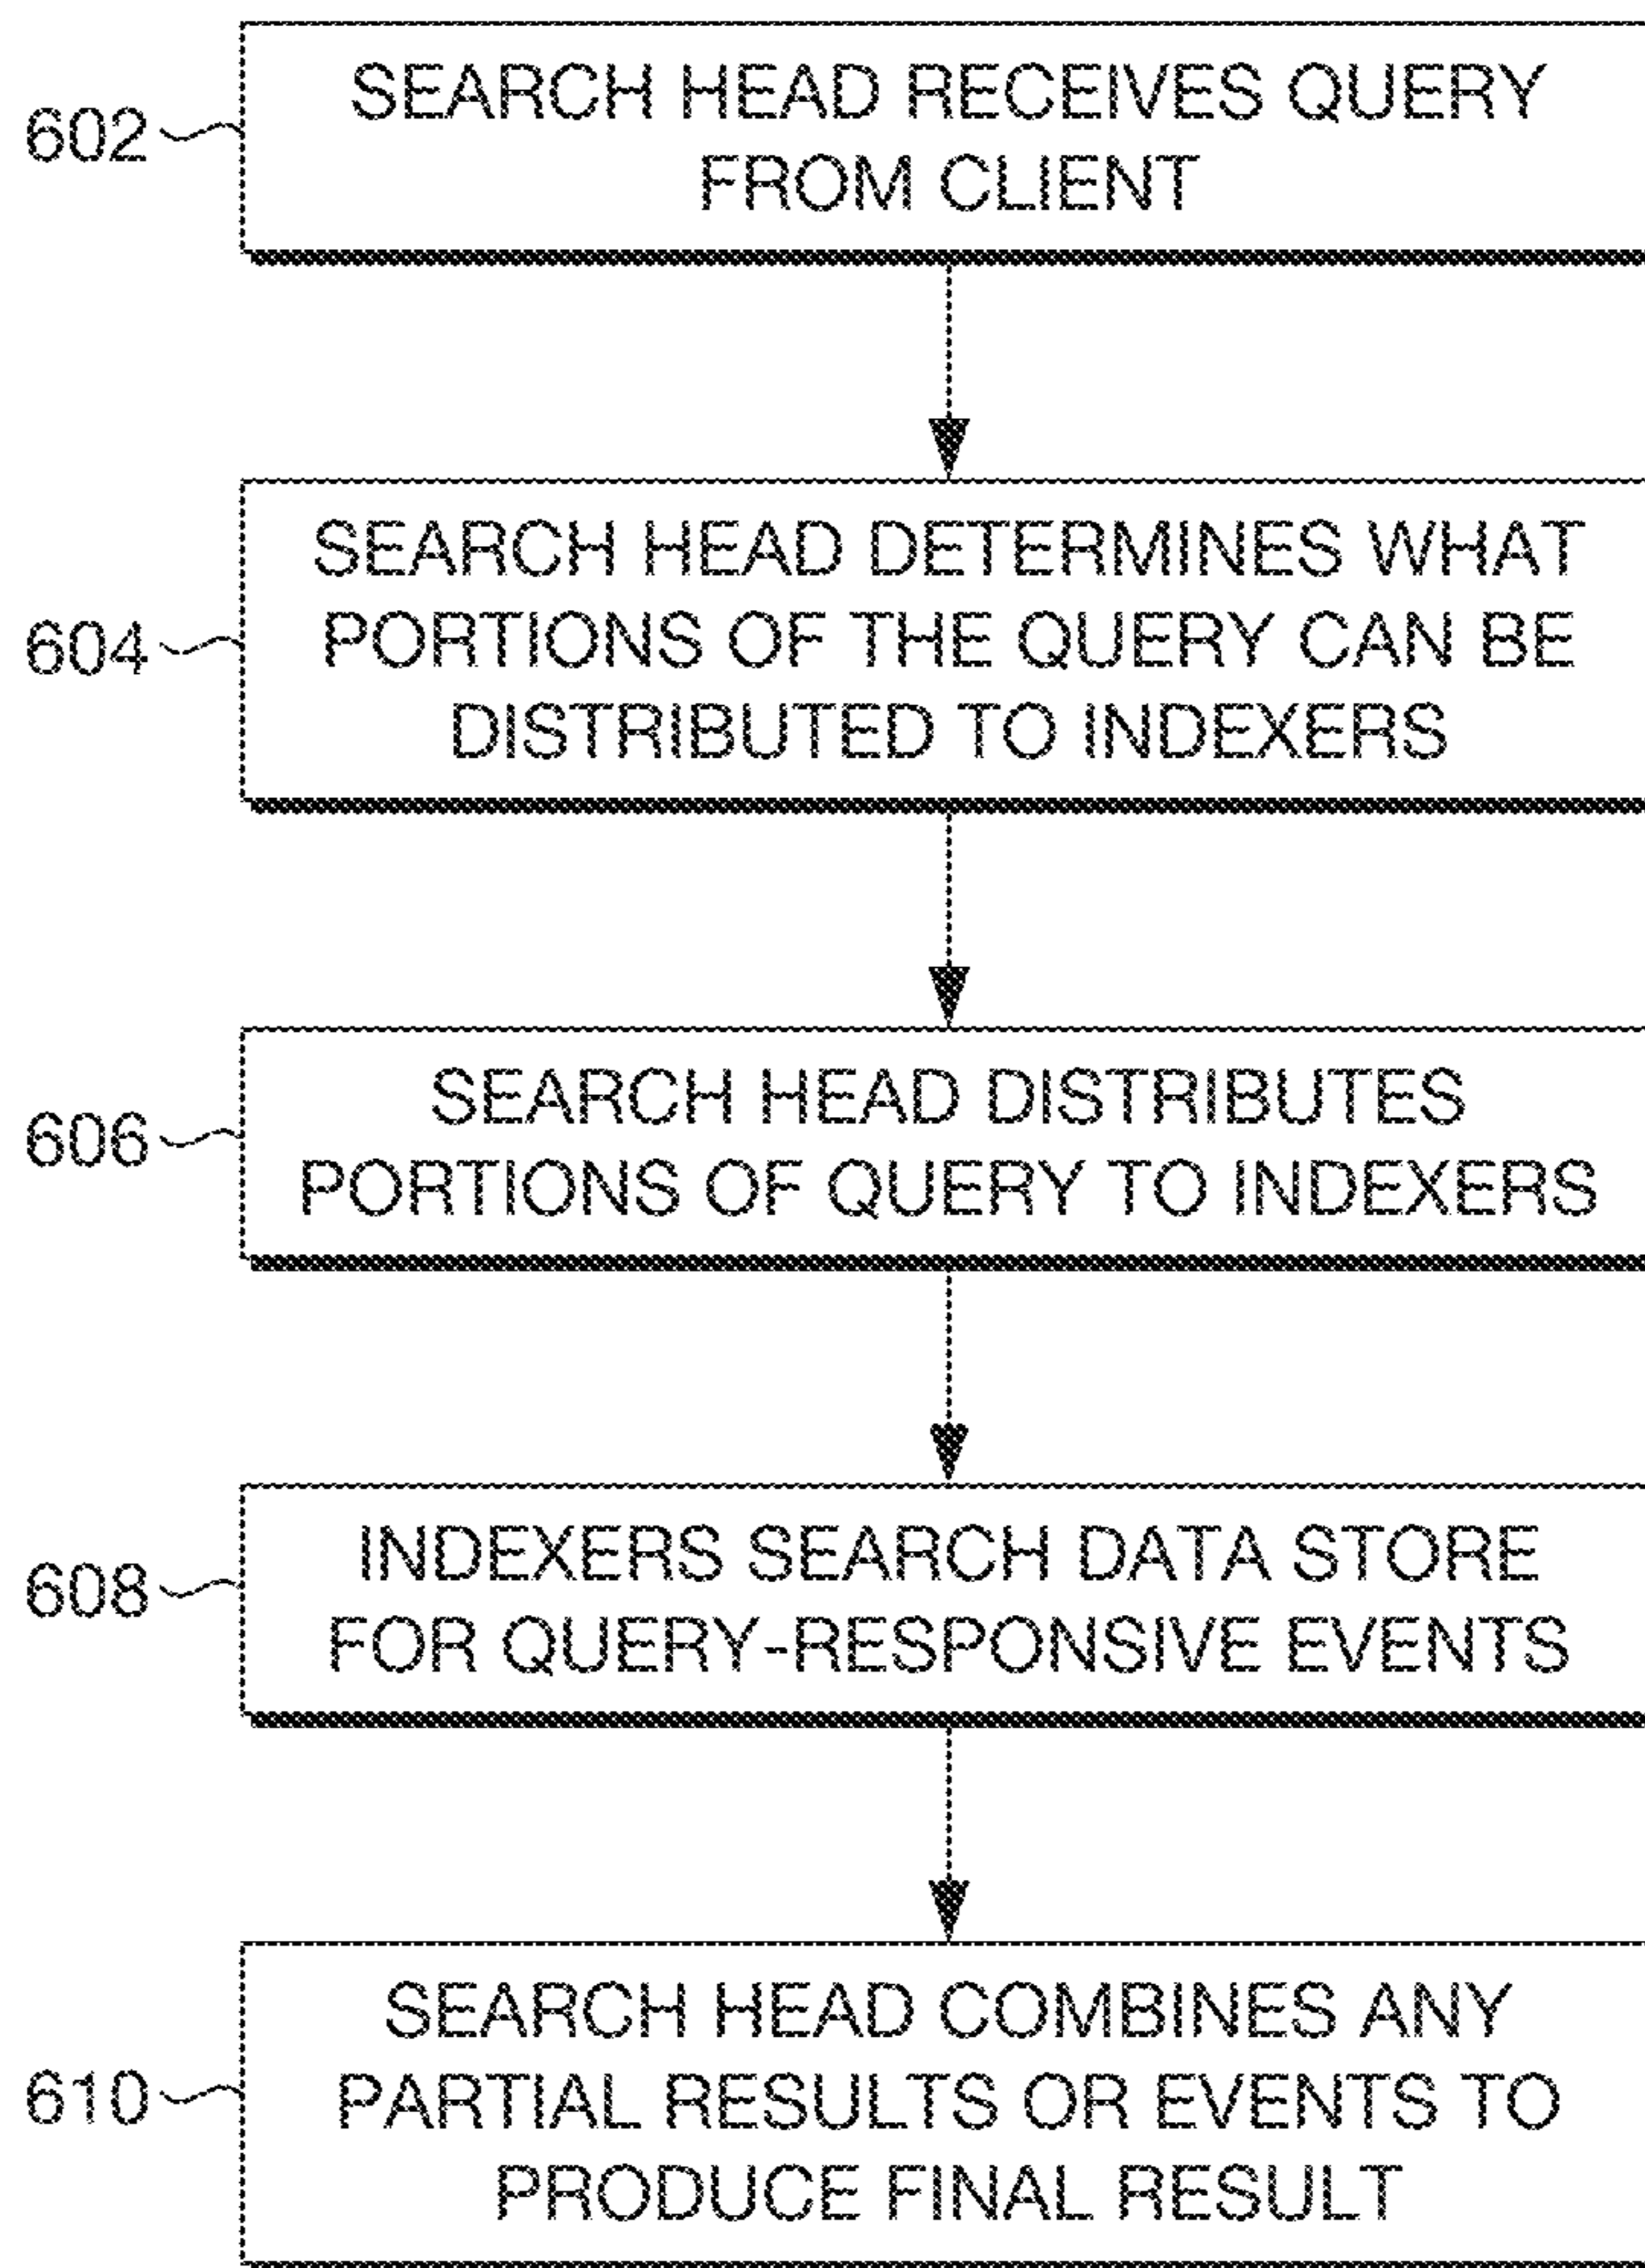 602
SEARCH HEAD RECEIVES QUERY
FROM CLIENT
604
SEARCH HEAD DETERMINES WHAT
PORTIONS OF THE QUERY CAN BE
DISTRIBUTED TO INDEXERS
606
SEARCH HEAD DISTRIBUTES
PORTIONS OF QUERY TO INDEXERS
608
INDEXERS SEARCH DATA STORE
FOR QUERY-RESPONSIVE EVENTS
610
SEARCH HEAD COMBINES ANY
PARTIAL RESULTS OR EVENTS TO
PRODUCE FINAL RESULT